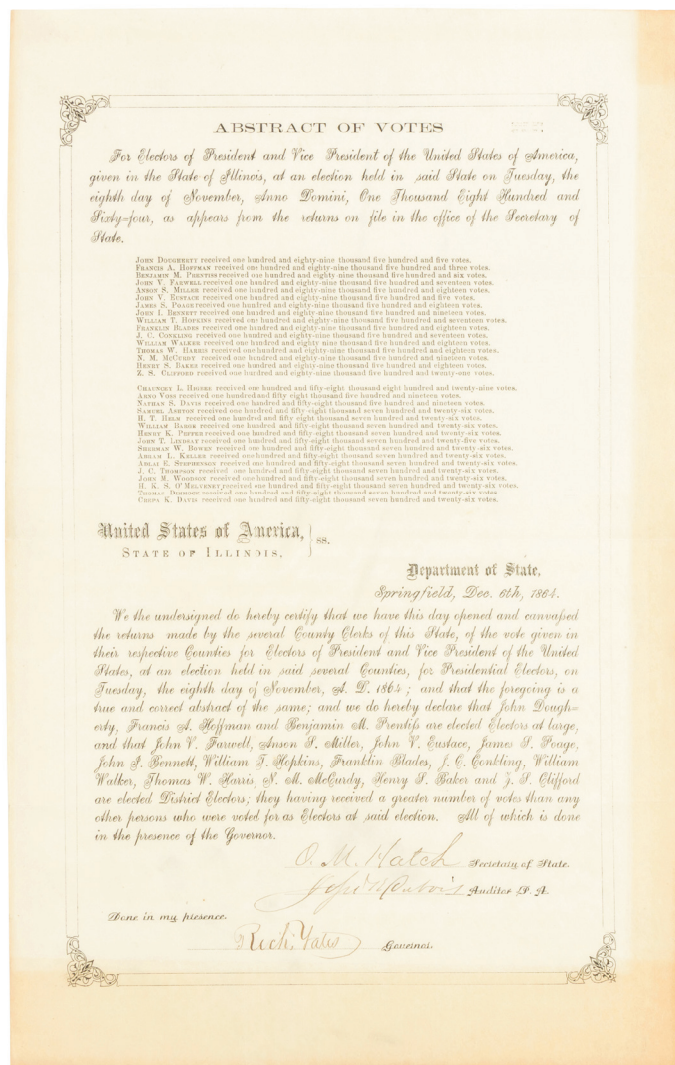 ABSTRACT OF VOTES
For Electors of President and Vice President of the United States of America,
given in the State of Illinois, at an election held in said State on Tuesday, the
eighth day of November, Anno Domini, One Thousand Eight Hundred and
Sixty=four, as appears from the returns on file in the office of the Secretary of
State.
JOHN DOUGHERTY received one hundred and eighty-nine thousand five hundred and five votes.
FRANCIS A. HOFFMAN received one hundred and eighty-nine thousand five hundred and three votes.
BENJAMIN M. PRENTISS received one hundred and eighty-nine thousand five hundred and six votes.
JOHN V. FARWELL received one hundred and eighty-nine thousand five hundred and seventeen votes.
ANSON S. MILLER received one hundred and eighty-nine thousand five hundred and eighteen votes.
JOHN V. EUSTACE received one hundred and eighty-nine thousand five hundred and five votes.
JAMES S. POAGE received one hundred and eighty-nine thousand five hundred and eighteen votes.
JOHN I. BENNETT received one hundred and eighty-nine thousand five hundred and nineteen votes.
WILLIAM T. HOPKINS received one hundred and eighty-nine thousand five hundred and seventeen votes.
FRANKLIN BLADES received one hundred and eighty-nine thousand five hundred and eighteen votes.
J. C. CONKLING received one hundred and eighty-nine thousand five hundred and seventeen votes.
WILLIAM WALKER received one hundred and eighty-nine thousand five hundred and eighteen votes.
THOMAS W. HARRIS received one hundred and eighty-nine thousand five hundred and eighteen votes.
N. M. MCCURDY received one hundred and eighty-nine thousand five hundred and nineteen votes.
HENRY S. BAKER received one hundred and eighty-nine thousand five hundred and eighteen votes.
Z. S. CLIFFORD received one hundred and eighty-nine thousand five hundred and twenty-one votes.
CHAUNCEY L. HIGBEE received one hundred and fifty-eight thousand eight hundred and twenty-nine votes.
ARNO VOSS received one hundred and fifty-eight thousand five hundred and nineteen votes.
NATHAN S. DAVIS received one hundred and fifty-eight thousand five hundred and nineteen votes.
SAMUEL ASHTON received one hundred and fifty-eight thousand seven hundred and twenty-six votes.
H. T. HELM received one hundred and fifty-eight thousand seven hundred and twenty-six votes.
WILLIAM BARGE received one hundred and fifty-eight thousand seven hundred and twenty-six votes.
HENRY K. PEFFER received one hundred and fifty-eight thousand seven hundred and twenty-six votes.
JOHN T. LINDSAY received one hundred and fifty-eight thousand seven hundred and twenty-five votes.
SHERMAN W. BOWEN received one hundred and fifty-eight thousand seven hundred and twenty-six votes.
ABRAM L. KELLER received one hundred and fifty-eight thousand seven hundred and twenty-six votes.
ADLAI E. STEPHENSON received one hundred and fifty-eight thousand seven hundred and twenty-six votes.
J. C. THOMPSON received one hundred and fifty-eight thousand seven hundred and twenty-six votes.
JOHN M. WOODSON received one hundred and fifty-eight thousand seven hundred and twenty-six votes.
H. K. S. O'MELVENEY received one hundred and fifty-eight thousand seven hundred and twenty-six votes.
THOMAS received one hundred and fifty-eight thousand seven hundred and twenty-six votes
K. DAVIS received one hundred and fifty-eight thousand seven hundred and twenty-six votes.
United States of America,
STATE OF ILLINOIS, } ss.
Department of State,
Springfield, Dec. 6th, 1864.
We the undersigned do hereby certify that we have this day opened and canvassed
the returns made by the several County Clerks of this State, of the vote given in
their respective Counties for Electors of President and Vice President of the United
States, at an election held in said several Counties, for Presidential Electors, on
Tuesday, the eighth day of November, A. D. 1864; and that the foregoing is a
true and correct abstract of the same; and we do hereby declare that John Dough=
erty, Francis A. Hoffman and Benjamin M. Prentiss are elected Electors at large,
and that John V. Farwell, Anson S. Miller, John V. Eustace, James S. Poage,
John I. Bennett, William T. Hopkins, Franklin Blades, J. C. Conkling, William
Walker, Thomas W. Harris, N. M. McCurdy, Henry S. Baker and Z. S. Clifford
are elected District Electors; they having received a greater number of votes than any
other persons who were voted for as Electors at said election. All of which is done
in the presence of the Governor.
O. M. Hatch Secretary of State.
Jesse K Dubois Auditor P. A.
Done in my presence.
Rich: Yates Governor.